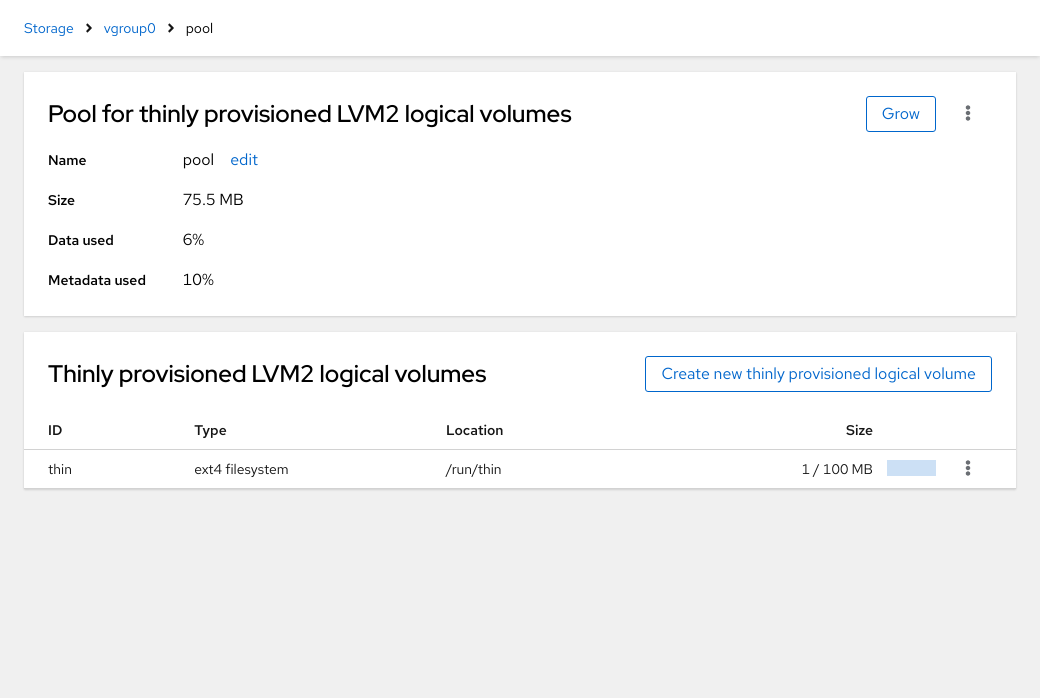 Storage vgroup0 pool
Pool for thinly provisioned LVM2 logical volumes Grow
Name pool edit
Size 75.5 MB
Data used 6%
Metadata used 10%
Thinly provisioned LVM2 logical volumes Create new thinly provisioned logical volume
ID Type Location Size
thin ext4 filesystem /run/thin 1 / 100 MB